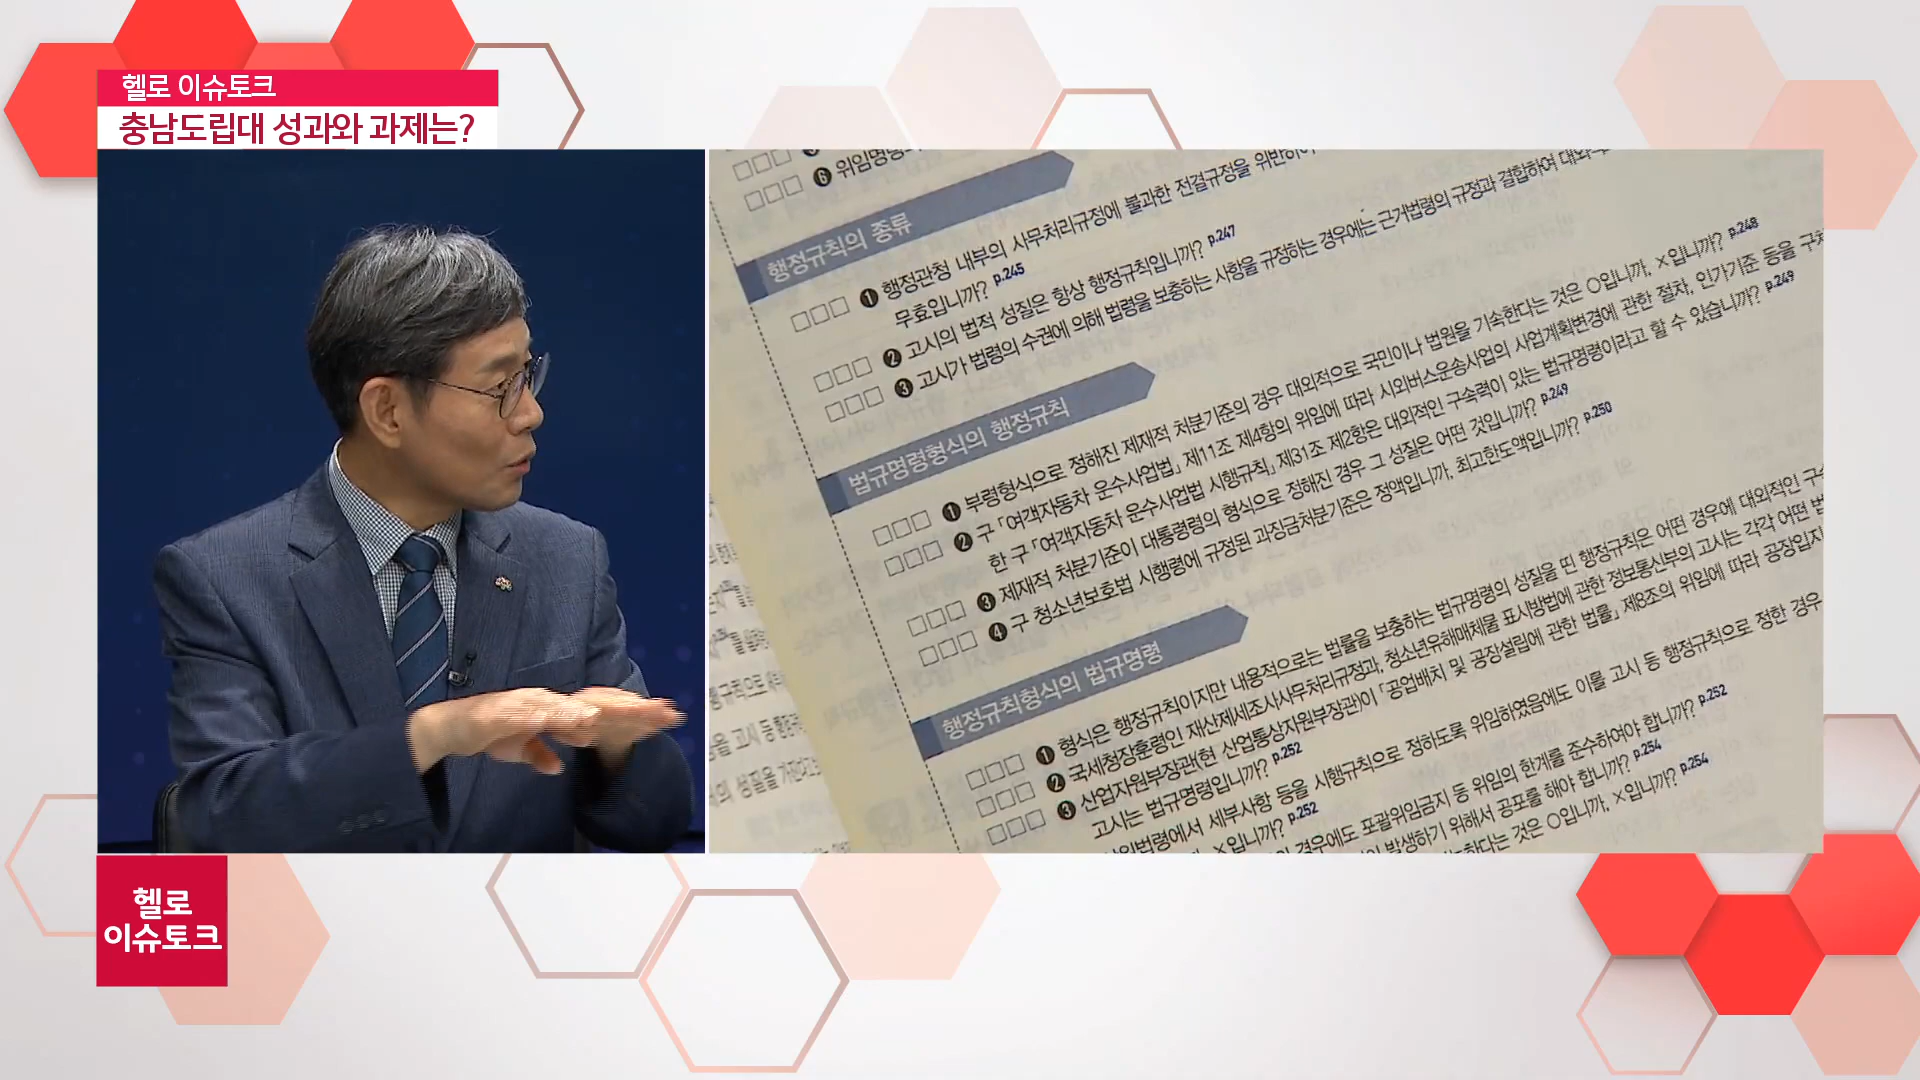 헬로 이슈토크
충남도립대 성과와 과제는?
❻ 위임명령의
행정규칙의 종류
❶ 행정관청 내부의 사무처리규정에 불과한 전결규정을 위반하여
무효입니까? p.245
❷ 고시의 법적 성질은 항상 행정규칙입니까? p.247
❸ 고시가 법령의 수권에 의해 법령을 보충하는 사항을 규정하는 경우에는 근거법령의 규정과 결합하여
법규명령형식의 행정규칙
❶ 부령형식으로 정해진 제재적 처분기준의 경우 대외적으로 국민이나 법원을 기속한다는 것은 ○입니까, ×입니까? p.248
❷ 구 「여객자동차 운수사업법」 제11조 제4항의 위임에 따라 시외버스운송사업의 사업계획변경에 관한 절차, 인가기준 등을
한 구 「여객자동차 운수사업법 시행규칙」 제31조 제2항은 대외적인 구속력이 있는 법규명령이라고 할 수 있습니까? p.249
❸ 제재적 처분기준이 대통령령의 형식으로 정해진 경우 그 성질은 어떤 것입니까? p.249
❹ 구 청소년보호법 시행령에 규정된 과징금처분기준은 정액입니까, 최고한도액입니까? p.250
행정규칙형식의 법규명령
❶ 형식은 행정규칙이지만 내용적으로는 법률을 보충하는 법규명령의 성질을 띤 행정규칙은 어떤 경우에 대외적인
❷ 국세청장훈령인 재산제세조사사무처리규정과, 청소년유해매체물 표시방법에 관한 정보통신부의 고시는 각각 어떤
❸ 산업자원부장관(현 산업통상자원부장관)이 「공업배치 및 공장설립에 관한 법률」 제8조의 위임에 따라 공장입지
고시는 법규명령입니까? p.252
상위법령에서 세부사항 등을 시행규칙으로 정하도록 위임하였음에도 이를 고시 등 행정규칙으로 정한 경우
×입니까? p.252
경우에도 포괄위임금지 등 위임의 한계를 준수하여야 합니까? p.252
발생하기 위해서 공포를 해야 합니까? p.254
것은 ○입니까, ×입니까? p.254
헬로
이슈토크